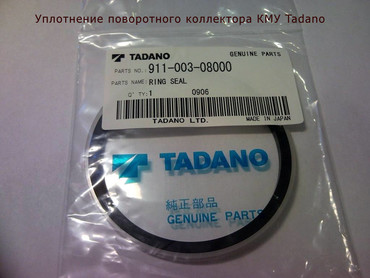 Уплотнение поворотного коллектора КМУ Tadano
TADANO
GENUINE PARTS
PARTS NO.: 911-003-08000
PARTS NAME: RING SEAL
Q'TY: 1 0906
TADANO LTD. MADE IN JAPAN
TADANO
純正部品
GENUINE PARTS